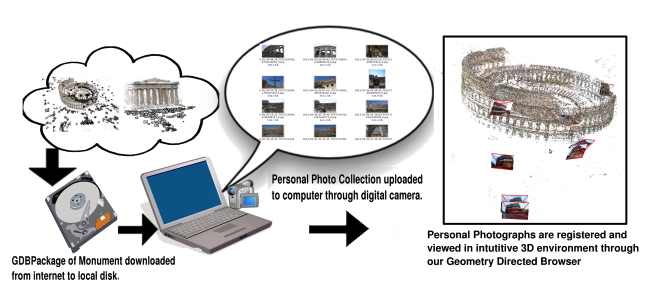 Personal Photo Collection uploaded
to computer through digital camera.
GDBPackage of Monument downloaded
from internet to local disk.
Personal Photographs are registered and
viewed in intutitive 3D environment through
our Geometry Directed Browser